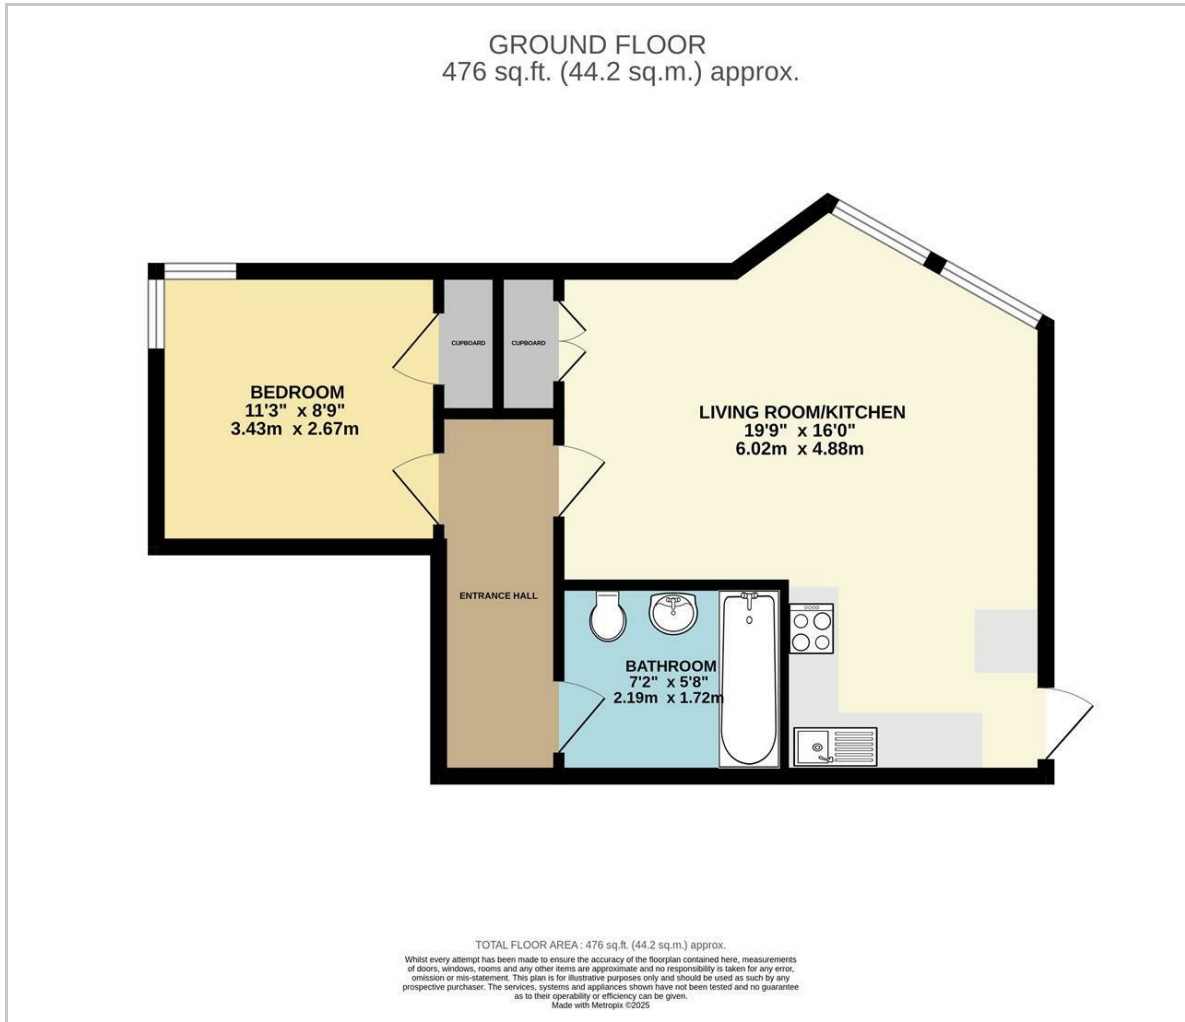 GROUND FLOOR
476 sq.ft. (44.2 sq.m.) approx.
CUPBOARD
CUPBOARD
BEDROOM
11'3" x 8'9"
3.43m x 2.67m
LIVING ROOM/KITCHEN
19'9" x 16'0"
6.02m x 4.88m
ENTRANCE HALL
BATHROOM
7'2" x 5'8"
2.19m x 1.72m
TOTAL FLOOR AREA : 476 sq.ft. (44.2 sq.m.) approx.
Whilst every attempt has been made to ensure the accuracy of the floorplan contained here, measurements
of doors, windows, rooms and any other items are approximate and no responsibility is taken for any error,
omission or mis-statement. This plan is for illustrative purposes only and should be used as such by any
prospective purchaser. The services, systems and appliances shown have not been tested and no guarantee
as to their operability or efficiency can be given.
Made with Metropix ©2025